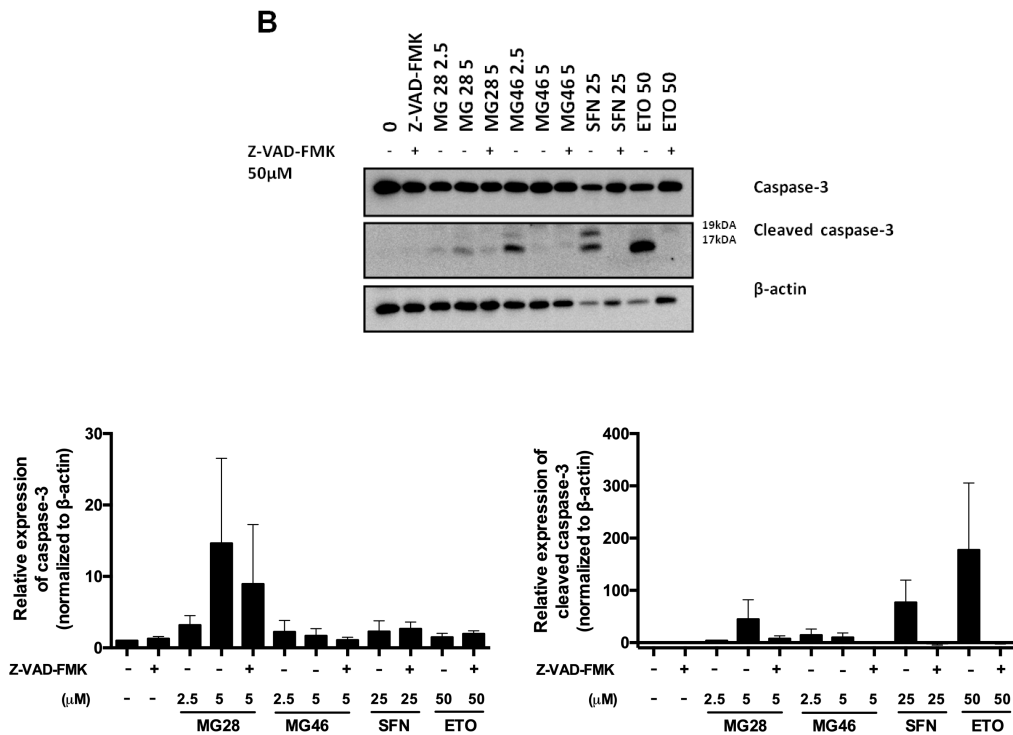 B
0
Z-VAD-FMK
MG 28 2.5
MG 28 5
MG28 5
MG46 2.5
MG46 5
MG46 5
SFN 25
SFN 25
ETO 50
ETO 50
Z-VAD-FMK - + - - + - - + - + - +
50μM
Caspase-3
19kDA Cleaved caspase-3
17kDA
β-actin
Relative expression
of caspase-3
(normalized to β-actin)
30
20
10
0
Z-VAD-FMK - + - - + - - + - + - +
(μM) - - 2.5 5 5 2.5 5 5 25 25 50 50
MG28 MG46 SFN ETO
Relative expression of
cleaved caspase-3
(normalized to β-actin)
400
300
200
100
0
Z-VAD-FMK - + - - + - - + - + - +
(μM) - - 2.5 5 5 2.5 5 5 25 25 50 50
MG28 MG46 SFN ETO